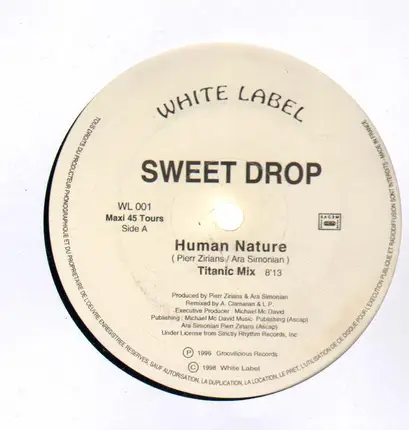 WHITE LABEL
SWEET DROP
WL 001
Maxi 45 Tours
Side A
SACEM
Human Nature
( Pierr Zirians / Ara Simonian )
Titanic Mix 8'13
Produced by Pierr Zirians & Ara Simonian
Remixed by A. Clamaran & L.P.
Executive Producer : Michael Mc David
Publishing : Michael Mc David Music Publishing (Ascap)
Ara Simonian Pierr Zirians (Ascap)
Under License from Strictly Rhythm Records, Inc
Ⓟ 1996 Groovilicious Records
© 1998 White Label
TOUS DROITS DU PRODUCTEUR PHONOGRAPHIQUE ET DU PROPRIETAIRE DE L'OEUVRE ENREGISTREE RESERVES, SAUF AUTORISATION, LA DUPLICATION, LA LOCATION, LE PRET, L'UTILISATION DE CE DISQUE POUR L'EXECUTION PUBLIQUE ET RADIODIFFUSION SONT INTERDITS - MADE IN FRANCE